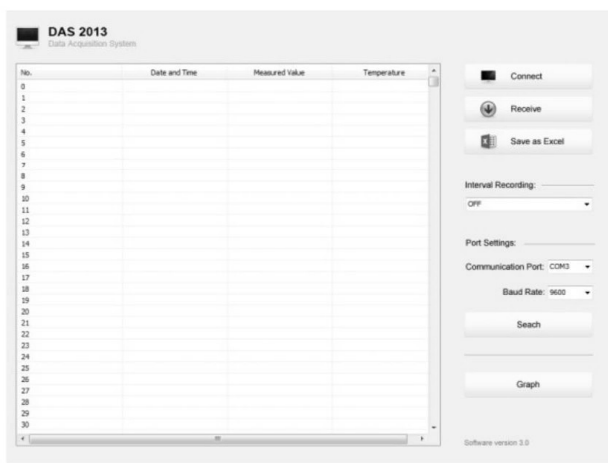 DAS 2013
Data Acquisition System
No. Date and Time Measured Value Temperature
0
1
2
3
4
5
6
7
8
9
10
11
12
13
14
15
16
17
18
19
20
21
22
23
24
25
26
27
28
29
30
Connect
Receive
Save as Excel
Interval Recording:
OFF
Port Settings:
Communication Port: COM3
Baud Rate: 9600
Seach
Graph
Software version 3.0